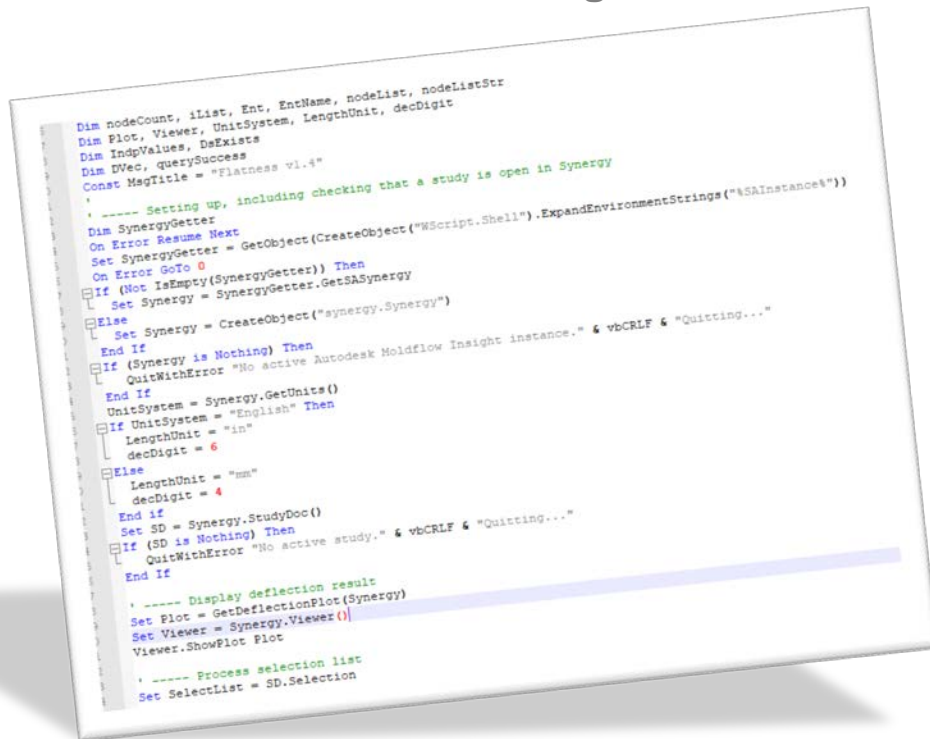 Dim nodeCount, iList, Ent, EntName, nodeList, nodeListStr
Dim Plot, Viewer, UnitSystem, LengthUnit, decDigit
Dim IndpValues, DsExists
Dim DVec, querySuccess
Const MsgTitle = "Flatness v1.4"
'
' ----- Setting up, including checking that a study is open in Synergy
Dim SynergyGetter
On Error Resume Next
Set SynergyGetter = GetObject(CreateObject("WScript.Shell").ExpandEnvironmentStrings("%SAInstance%"))
On Error GoTo 0
If (Not IsEmpty(SynergyGetter)) Then
Set Synergy = SynergyGetter.GetSASynergy
Else
Set Synergy = CreateObject("synergy.Synergy")
End If
If (Synergy is Nothing) Then
QuitWithError "No active Autodesk Moldflow Insight instance." & vbCRLF & "Quitting..."
End If
UnitSystem = Synergy.GetUnits()
If UnitSystem = "English" Then
LengthUnit = "in"
decDigit = 6
Else
LengthUnit = "mm"
decDigit = 4
End if
Set SD = Synergy.StudyDoc()
If (SD is Nothing) Then
QuitWithError "No active study." & vbCRLF & "Quitting..."
End If
' ----- Display deflection result
Set Plot = GetDeflectionPlot(Synergy)
Set Viewer = Synergy.Viewer()
Viewer.ShowPlot Plot
' ----- Process selection list
Set SelectList = SD.Selection